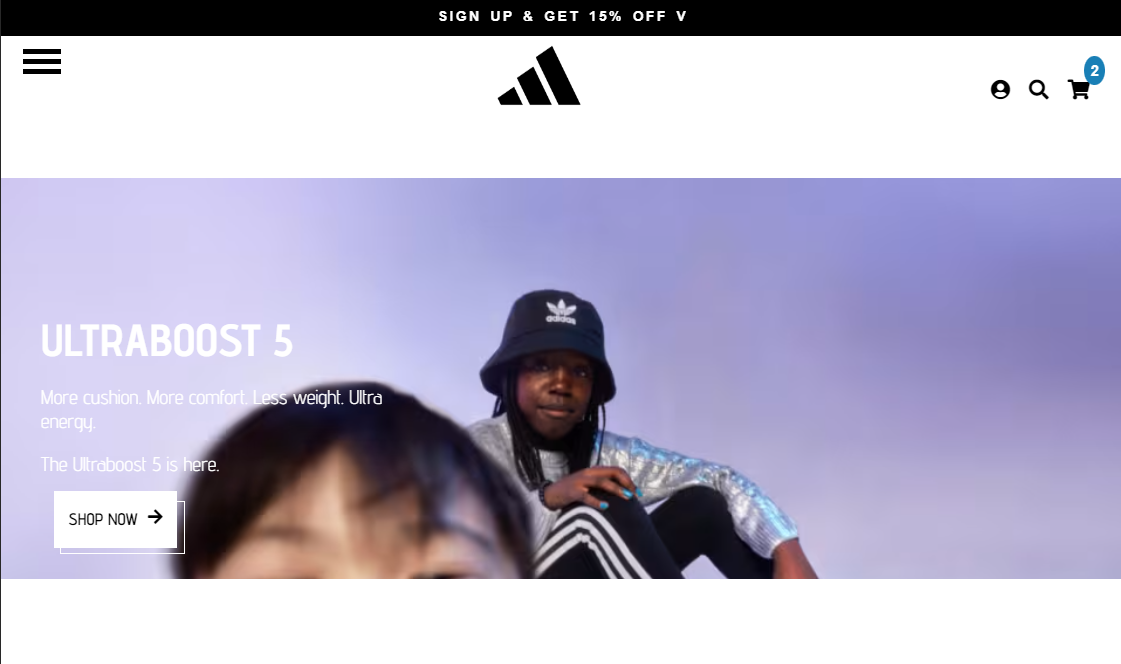 SIGN UP & GET 15% OFF V
2
adidas
ULTRABOOST 5
More cushion. More comfort. Less weight. Ultra
energy.
The Ultraboost 5 is here.
SHOP NOW